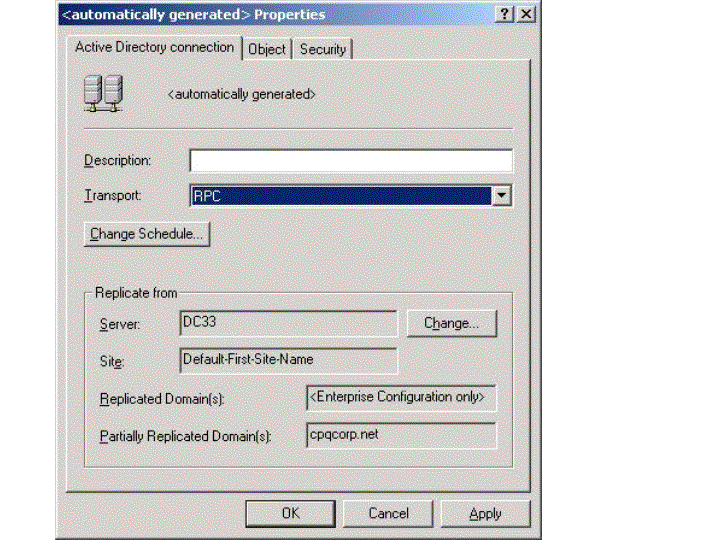 <automatically generated> Properties
Active Directory connection Object Security
<automatically generated>
Description:
Transport: RPC
Change Schedule...
Replicate from
Server: DC33 Change...
Site: Default-First-Site-Name
Replicated Domain(s): <Enterprise Configuration only>
Partially Replicated Domain(s): cpqcorp.net
OK Cancel Apply